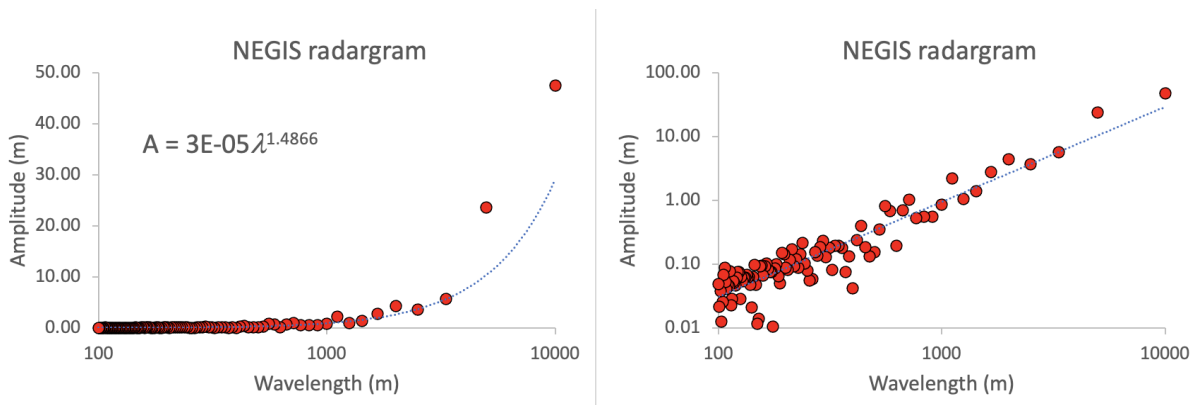 NEGIS radargram
50.00
40.00
30.00
20.00
10.00
0.00
Amplitude (m)
A = 3E-05λ^1.4866
100
1000
10000
Wavelength (m)
NEGIS radargram
100.00
10.00
1.00
0.10
0.01
Amplitude (m)
100
1000
10000
Wavelength (m)